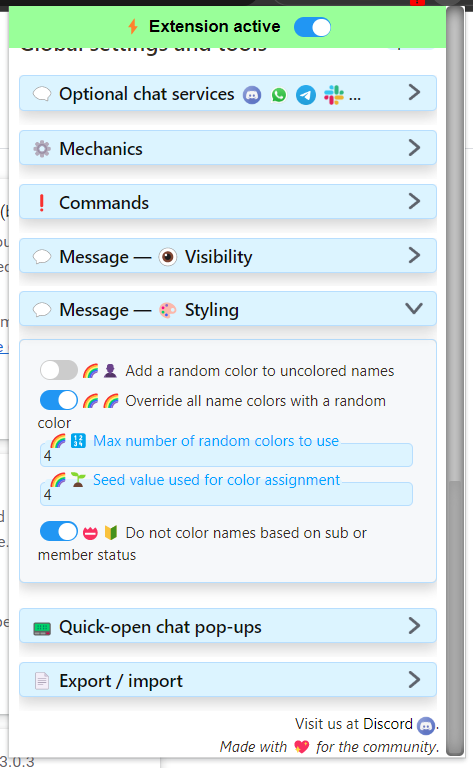 Extension active
Global settings and tools
Optional chat services ...
Mechanics
Commands
Message — Visibility
Message — Styling
Add a random color to uncolored names
Override all name colors with a random
color
Max number of random colors to use
4
Seed value used for color assignment
4
Do not color names based on sub or
member status
Quick-open chat pop-ups
Export / import
Visit us at Discord .
Made with for the community.
3.0.3